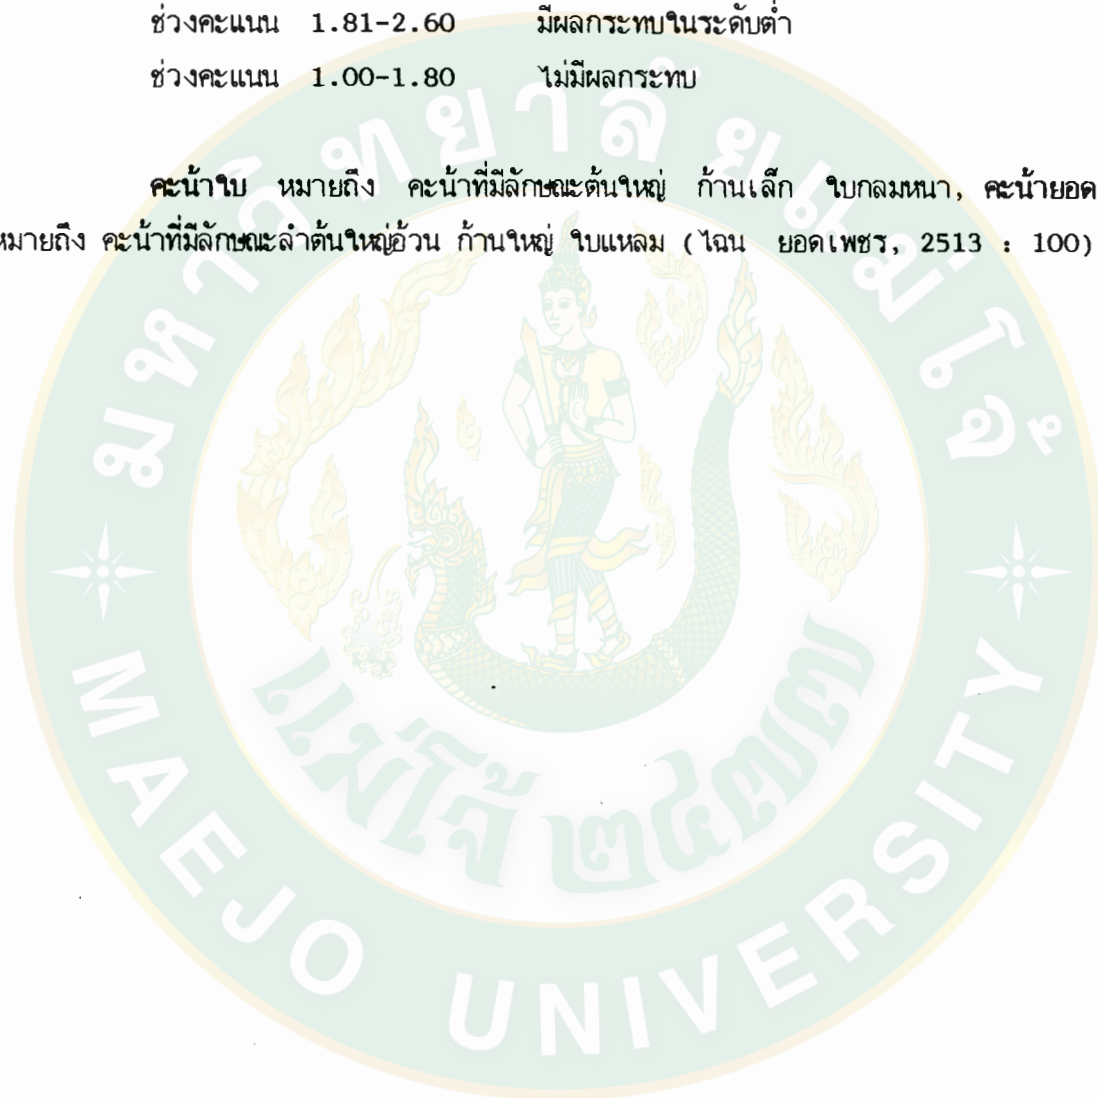 ช่วงคะแนน 1.81-2.60 มีผลกระทบในระดับต่ำ
ช่วงคะแนน 1.00-1.80 ไม่มีผลกระทบ
คะน้าใบ หมายถึง คะน้าที่มีลักษณะต้นใหญ่ ก้านเล็ก ใบกลมหนา, คะน้ายอด
หมายถึง คะน้าที่มีลักษณะลำต้นใหญ่อ้วน ก้านใหญ่ ใบแหลม (ไฉน ยอดเพชร, 2513 : 100)
มหาวิทยาลัยแม่โจ้
แม่โจ้ ๒๔๗๗
MAEJO UNIVERSITY